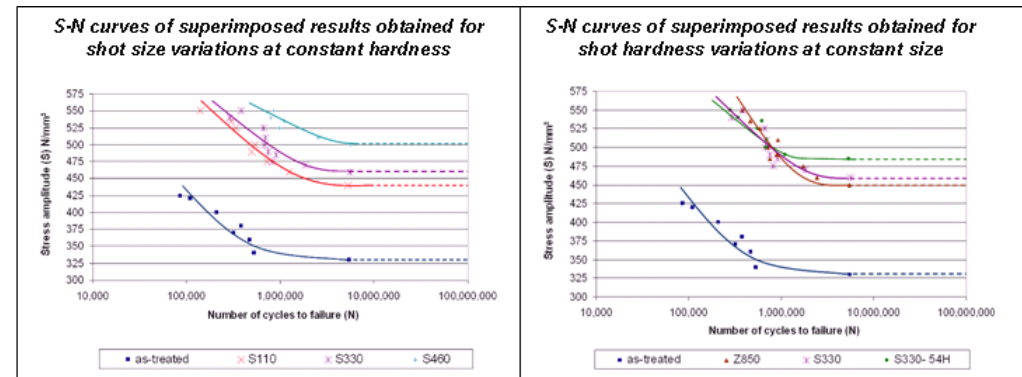 S-N curves of superimposed results obtained for
shot size variations at constant hardness
575
550
525
500
475
450
425
400
375
350
325
300
Stress amplitude (S) N/mm²
10,000 100,000 1,000,000 10,000,000 100,000,000
Number of cycles to failure (N)
as-treated S110 S330 S460
S-N curves of superimposed results obtained for
shot hardness variations at constant size
575
550
525
500
475
450
425
400
375
350
325
300
Stress amplitude (S) N/mm²
10,000 100,000 1,000,000 10,000,000 100,000,000
Number of cycles to failure (N)
as-treated Z850 S330 S330- 54H